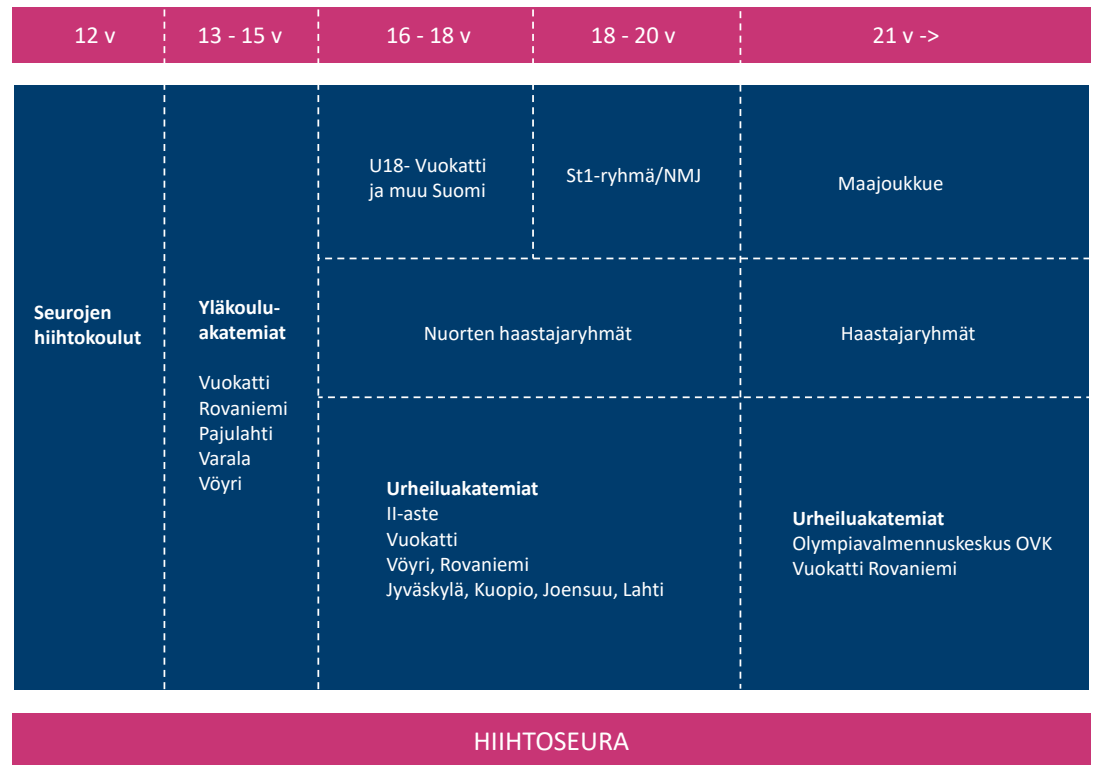 12 v
13 - 15 v
16 - 18 v
18 - 20 v
21 v ->
Seurojen
hiihtokoulut
Yläkoulu-
akatemiat
Vuokatti
Rovaniemi
Pajulahti
Varala
Vöyri
U18- Vuokatti
ja muu Suomi
St1-ryhmä/NMJ
Maajoukkue
Nuorten haastajaryhmät
Haastajaryhmät
Urheiluakatemiat
II-aste
Vuokatti
Vöyri, Rovaniemi
Jyväskylä, Kuopio, Joensuu, Lahti
Urheiluakatemiat
Olympiavalmennuskeskus OVK
Vuokatti Rovaniemi
HIIHTOSEURA